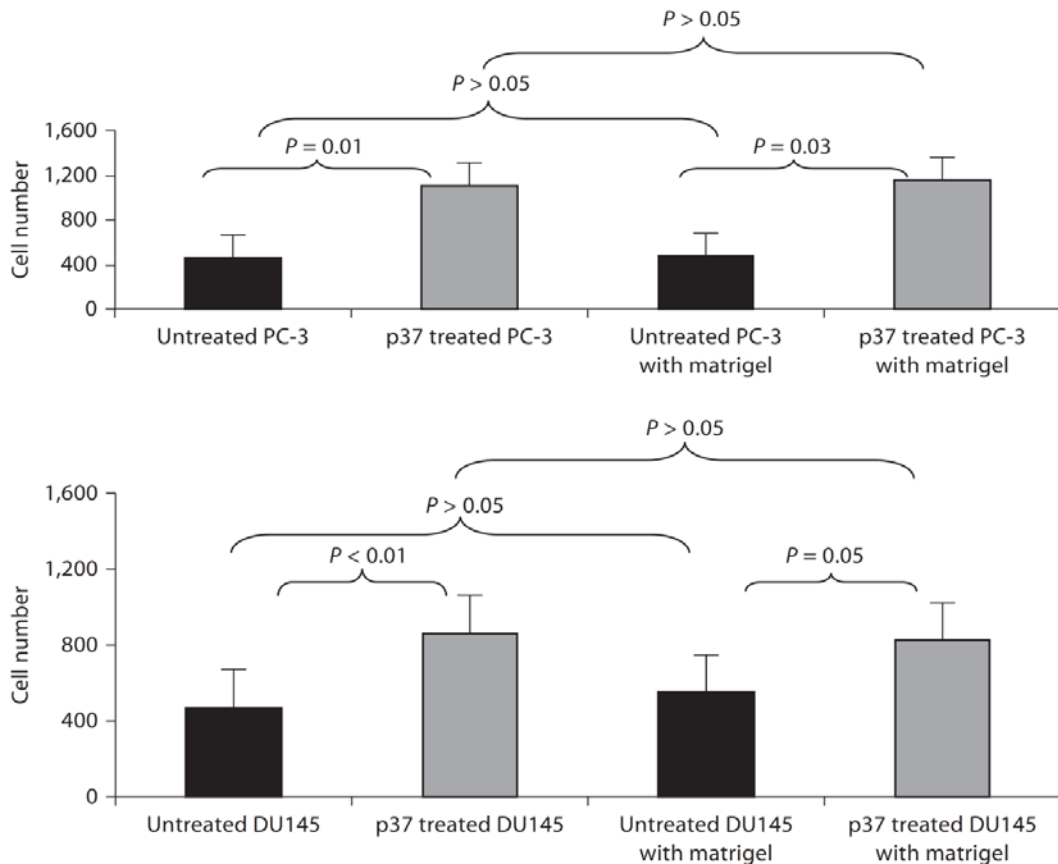 P > 0.05
P > 0.05
P = 0.01
P = 0.03
Cell number
1,600
1,200
800
400
0
Untreated PC-3
p37 treated PC-3
Untreated PC-3
with matrigel
p37 treated PC-3
with matrigel
P > 0.05
P > 0.05
P < 0.01
P = 0.05
Cell number
1,600
1,200
800
400
0
Untreated DU145
p37 treated DU145
Untreated DU145
with matrigel
p37 treated DU145
with matrigel